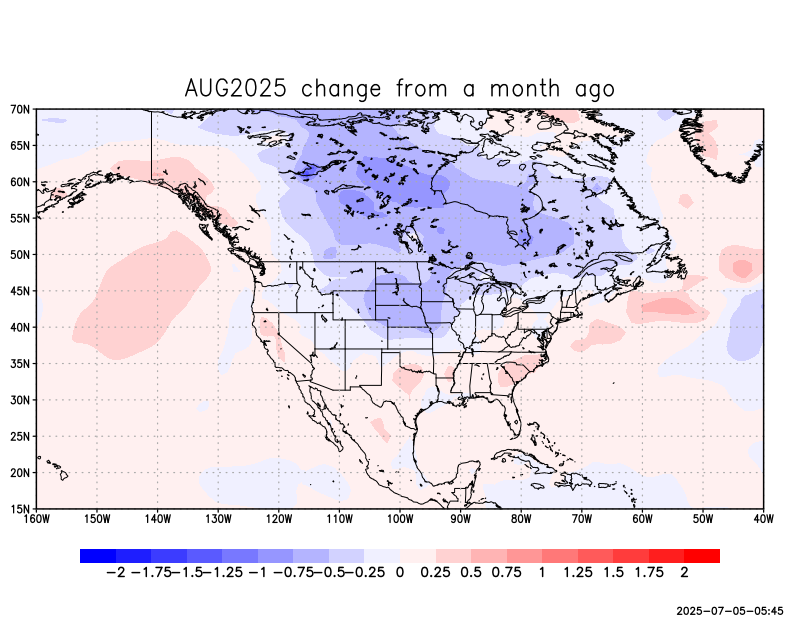 AUG2025 change from a month ago
70N
65N
60N
55N
50N
45N
40N
35N
30N
25N
20N
15N
160W 150W 140W 130W 120W 110W 100W 90W 80W 70W 60W 50W 40W
−2 −1.75 −1.5 −1.25 −1 −0.75 −0.5 −0.25 0 0.25 0.5 0.75 1 1.25 1.5 1.75 2
2025-07-05-05:45